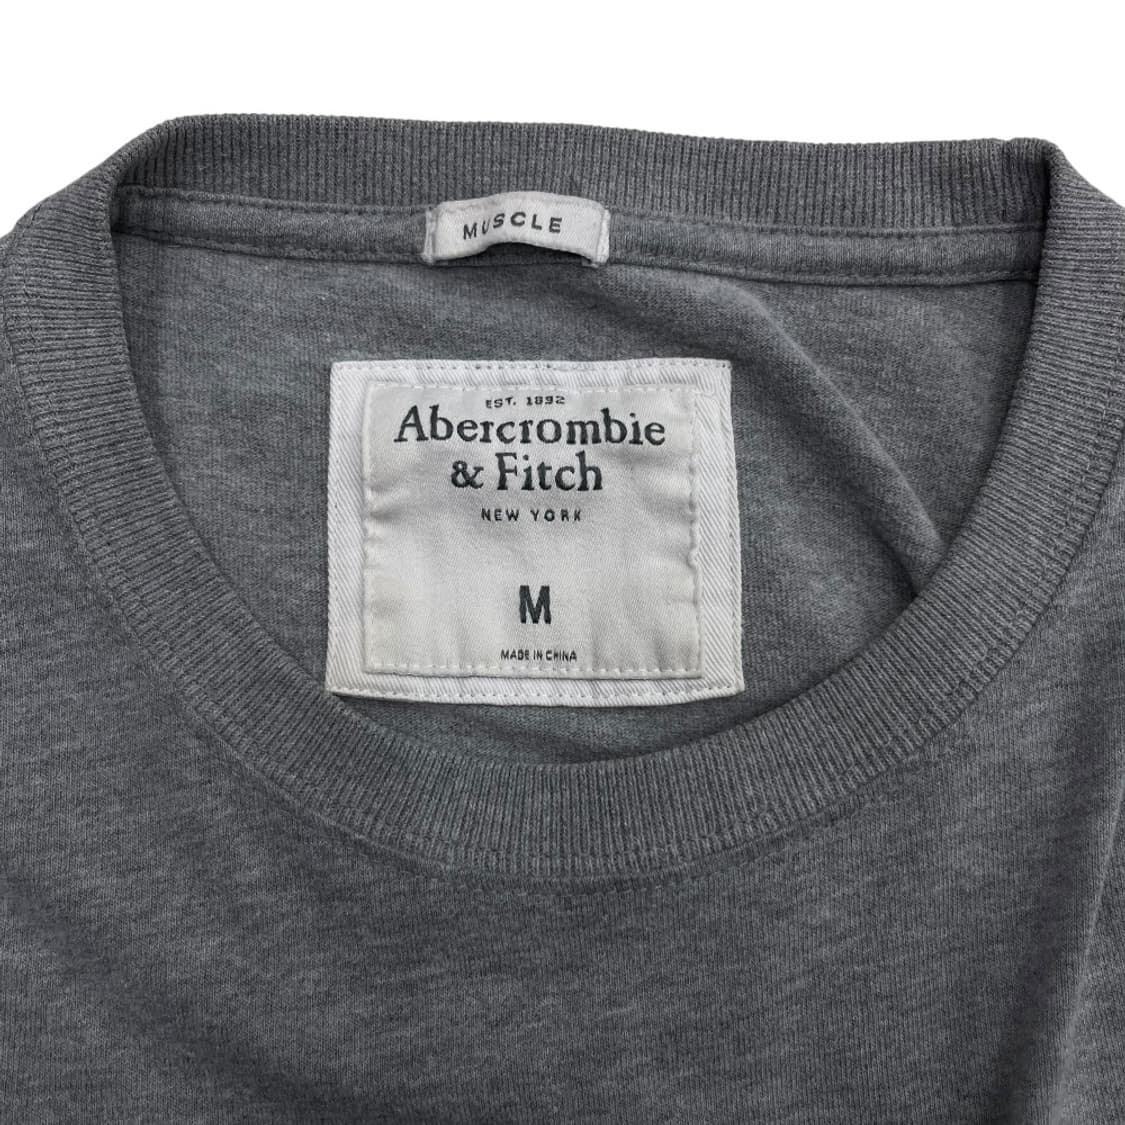 MUSCLE
EST. 1892
Abercrombie
& Fitch
NEW YORK
M
MADE IN CHINA